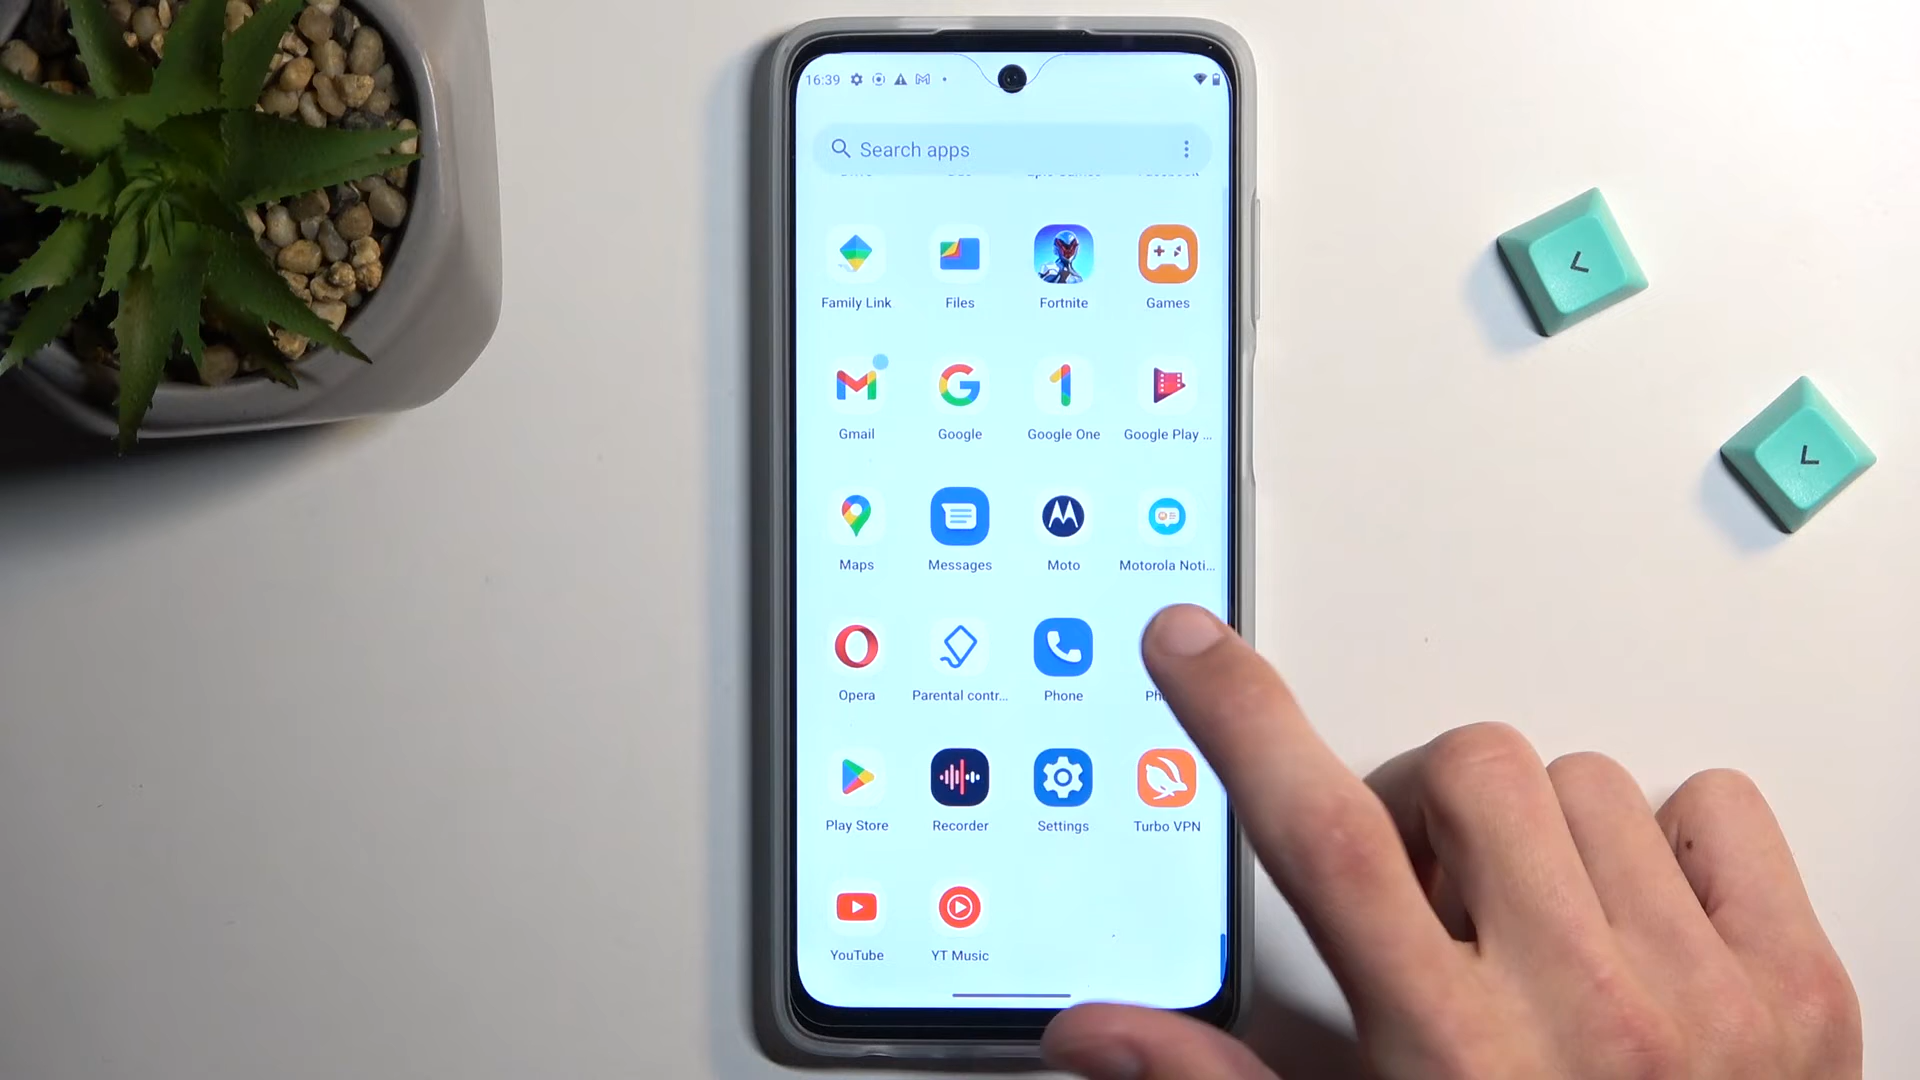 16:39
Search apps
Family Link Files Fortnite Games
Gmail Google Google One Google Play ...
Maps Messages Moto Motorola Noti...
Opera Parental contr... Phone
Play Store Recorder Settings Turbo VPN
YouTube YT Music